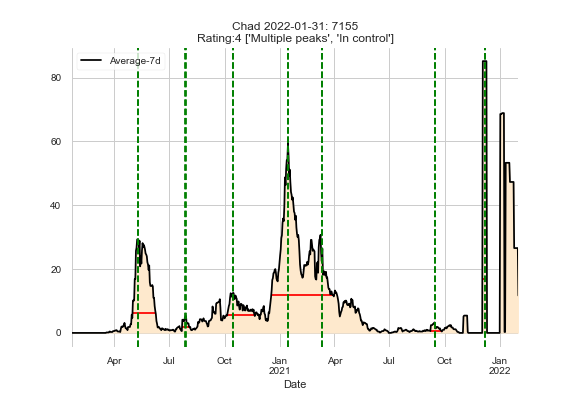 Chad 2022-01-31: 7155
Rating:4 ['Multiple peaks', 'In control']
Average-7d
80
60
40
20
0
Apr Jul Oct Jan Apr Jul Oct Jan
2021 2022
Date